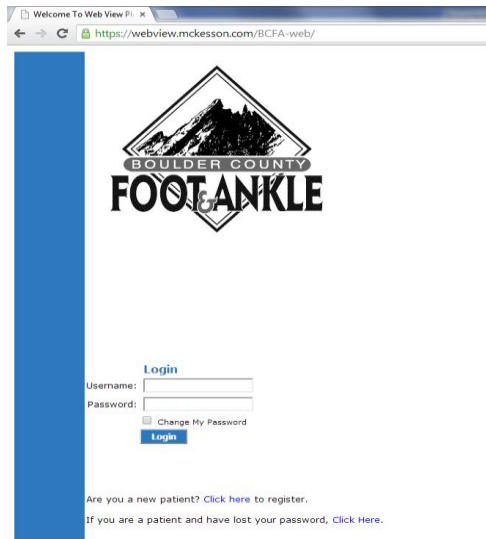 Welcome To Web View Pl
https://webview.mckesson.com/BCFA-web/
BOULDER COUNTY
FOOT & ANKLE
Login
Username:
Password:
Change My Password
Login
Are you a new patient? Click here to register.
If you are a patient and have lost your password, Click Here.